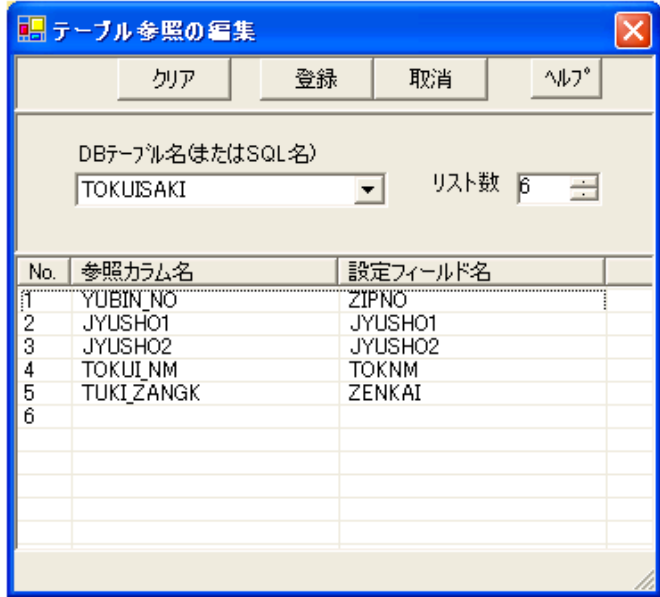 テーブル参照の編集
クリア 登録 取消 ﾍﾙﾌﾟ
DBﾃｰﾌﾞﾙ名(またはSQL名)
TOKUISAKI リスト数 6
No. 参照カラム名 設定フィールド名
1 YUBIN_NO ZIPNO
2 JYUSHO1 JYUSHO1
3 JYUSHO2 JYUSHO2
4 TOKUI_NM TOKNM
5 TUKI_ZANGK ZENKAI
6